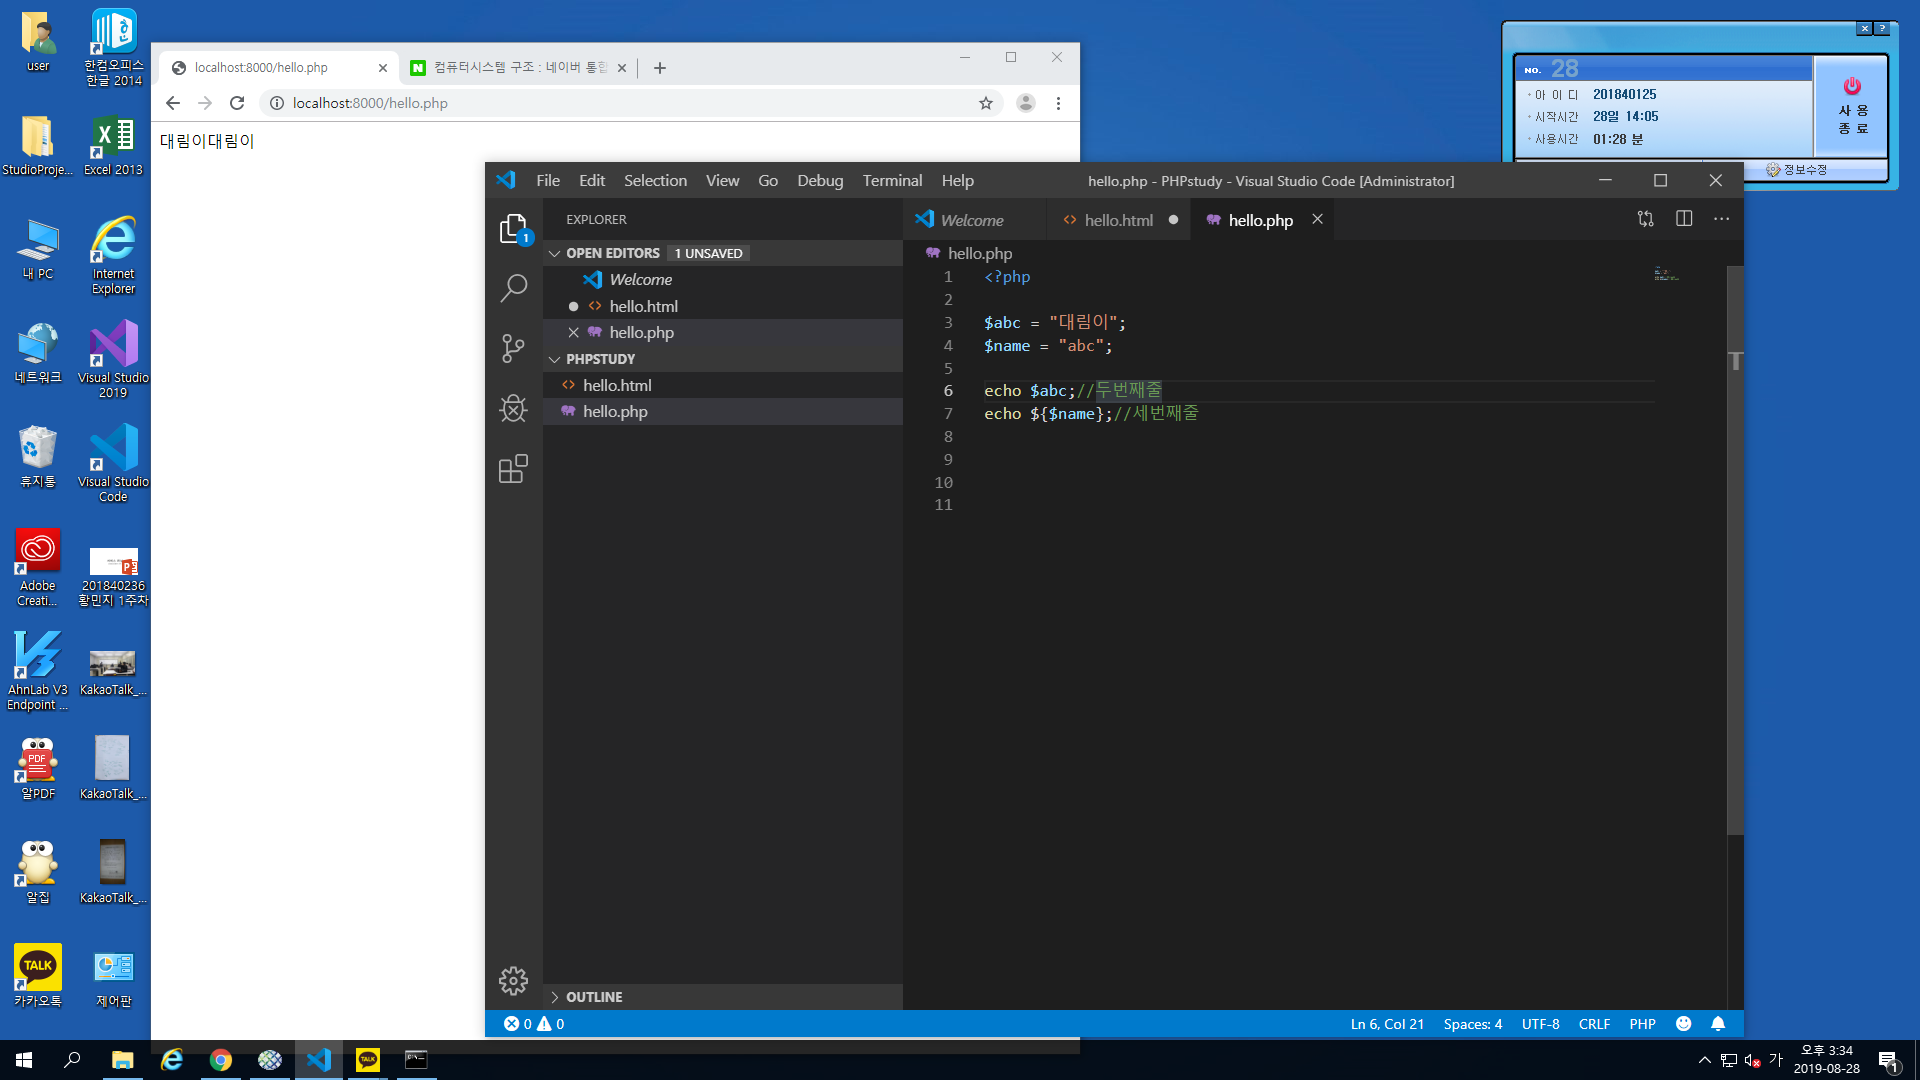 user
한컴오피스
한글 2014
StudioProje...
Excel 2013
내 PC
Internet
Explorer
네트워크
Visual Studio
2019
휴지통
Visual Studio
Code
Adobe
Creati...
201840236
황민지 1주차
AhnLab V3
Endpoint ...
KakaoTalk_...
PDF
알PDF
KakaoTalk_...
알집
KakaoTalk_...
TALK
카카오톡
제어판
localhost:8000/hello.php
컴퓨터시스템 구조 : 네이버 통합
localhost:8000/hello.php
대림이대림이
NO. 28
아 이 디 201840125
시작시간 28일 14:05
사용시간 01:28 분
사 용
종 료
정보수정
File Edit Selection View Go Debug Terminal Help
hello.php - PHPstudy - Visual Studio Code [Administrator]
EXPLORER
OPEN EDITORS 1 UNSAVED
Welcome
hello.html
hello.php
PHPSTUDY
hello.html
hello.php
OUTLINE
1
Welcome
hello.html
hello.php
hello.php
1 <?php
2
3 $abc = "대림이";
4 $name = "abc";
5
6 echo $abc;//두번째줄
7 echo ${$name};//세번째줄
8
9
10
11
0 0
Ln 6, Col 21 Spaces: 4 UTF-8 CRLF PHP
TALK
가
오후 3:34
2019-08-28
1